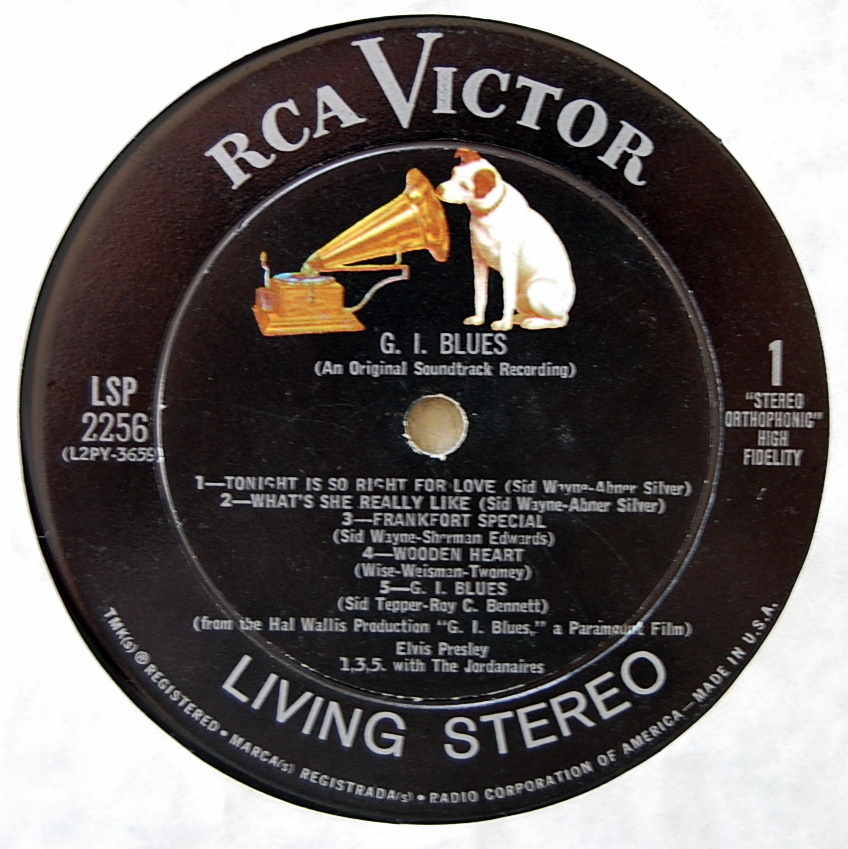 RCA VICTOR
G. I. BLUES
(An Original Soundtrack Recording)
LSP
2256
(L2PY-3659)
1
"STEREO
ORTHOPHONIC"
HIGH
FIDELITY
1—TONIGHT IS SO RIGHT FOR LOVE (Sid Wayne-Abner Silver)
2—WHAT'S SHE REALLY LIKE (Sid Wayne-Abner Silver)
3—FRANKFORT SPECIAL
(Sid Wayne-Sherman Edwards)
4—WOODEN HEART
(Wise-Weisman-Twomey)
5—G. I. BLUES
(Sid Tepper-Roy C. Bennett)
(from the Hal Wallis Production "G. I. Blues," a Paramount Film)
Elvis Presley
1,3,5. with The Jordanaires
LIVING STEREO
TMK(s) ® REGISTERED • MARCA(s) REGISTRADA(s) • RADIO CORPORATION OF AMERICA—MADE IN U.S.A.